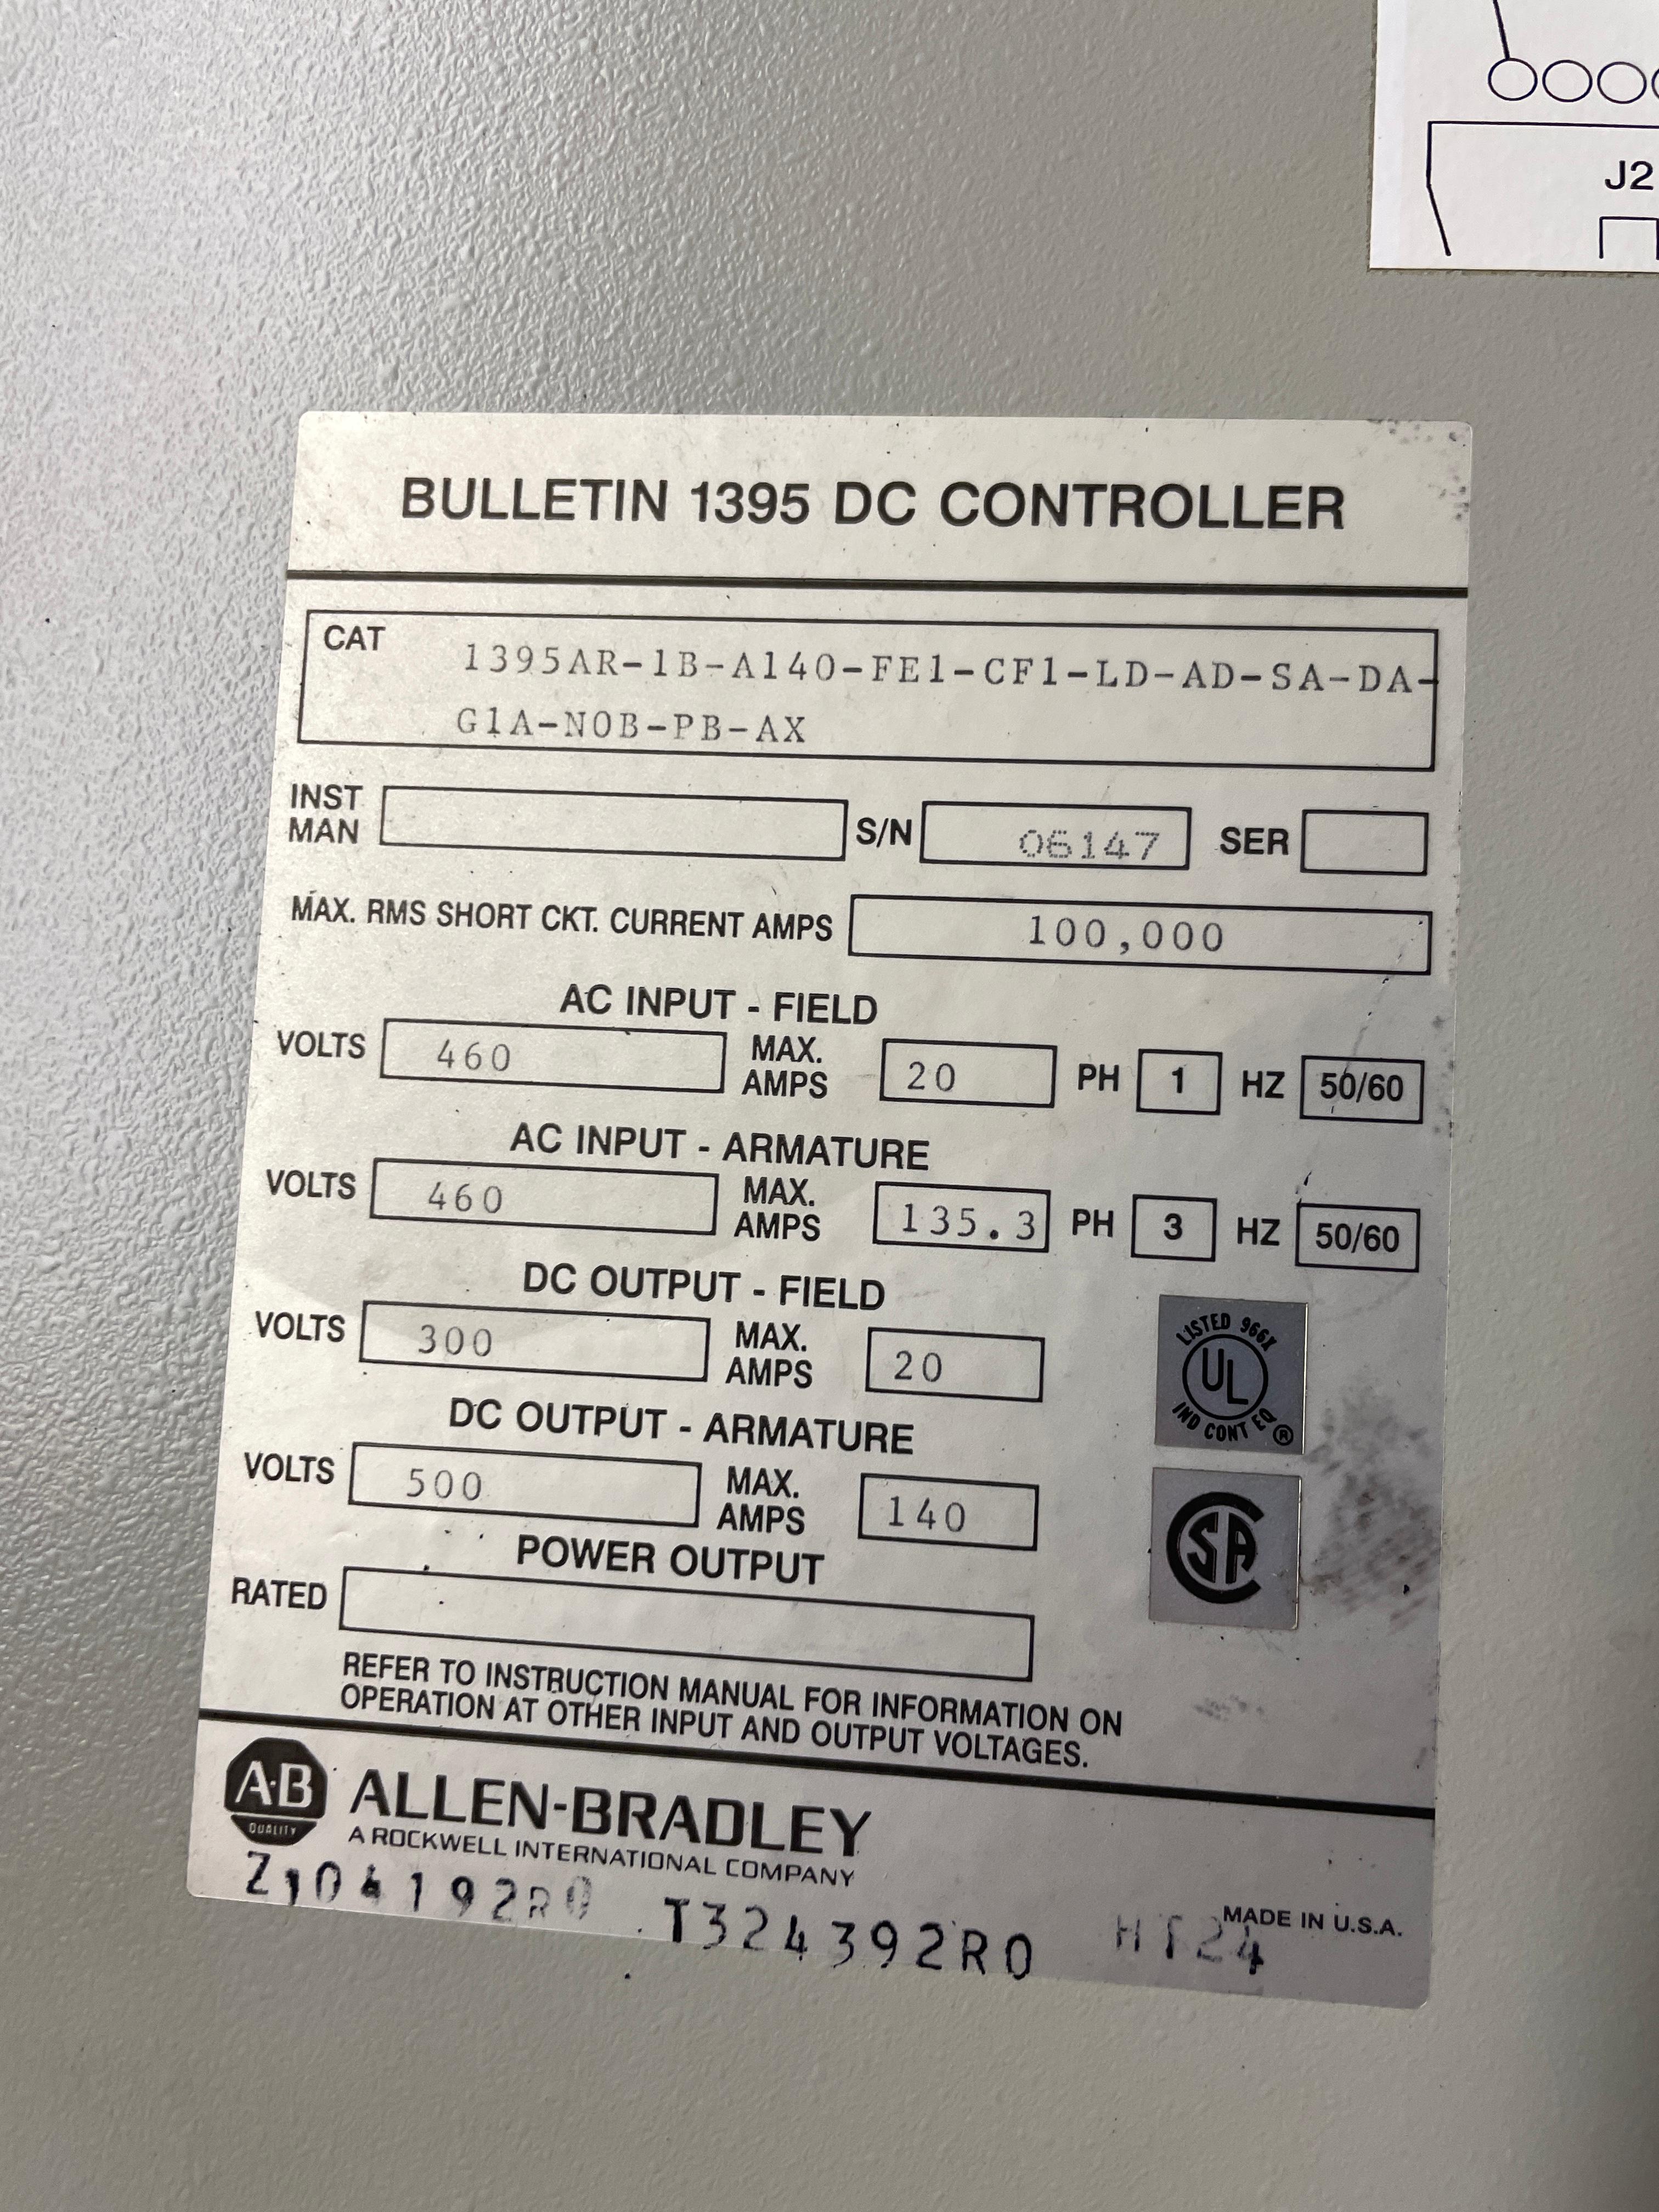 J2
BULLETIN 1395 DC CONTROLLER
CAT 1395AR-1B-A140-FE1-CF1-LD-AD-SA-DA-
G1A-N0B-PB-AX
INST MAN S/N 06147 SER
MAX. RMS SHORT CKT. CURRENT AMPS 100,000
AC INPUT - FIELD
VOLTS 460 MAX. AMPS 20 PH 1 HZ 50/60
AC INPUT - ARMATURE
VOLTS 460 MAX. AMPS 135.3 PH 3 HZ 50/60
DC OUTPUT - FIELD
VOLTS 300 MAX. AMPS 20
LISTED 966X
UL
IND CONT EQ ®
DC OUTPUT - ARMATURE
VOLTS 500 MAX. AMPS 140
SA
POWER OUTPUT
RATED
REFER TO INSTRUCTION MANUAL FOR INFORMATION ON
OPERATION AT OTHER INPUT AND OUTPUT VOLTAGES.
A·B
QUALITY
ALLEN-BRADLEY
A ROCKWELL INTERNATIONAL COMPANY
MADE IN U.S.A.
T324392R0